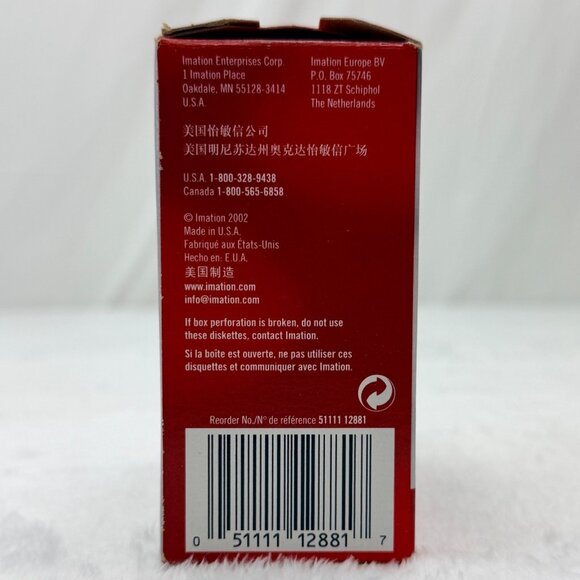 Imation Enterprises Corp.
1 Imation Place
Oakdale, MN 55128-3414
U.S.A.
Imation Europe BV
P.O. Box 75746
1118 ZT Schiphol
The Netherlands
美国怡敏信公司
美国明尼苏达州奥克达怡敏信广场
U.S.A. 1-800-328-9438
Canada 1-800-565-6858
© Imation 2002
Made in U.S.A.
Fabriqué aux États-Unis
Hecho en: E.U.A.
美国制造
www.imation.com
info@imation.com
If box perforation is broken, do not use
these diskettes, contact Imation.
Si la boîte est ouverte, ne pas utiliser ces
disquettes et communiquer avec Imation.
Reorder No./N° de référence 51111 12881
0 51111 12881 7